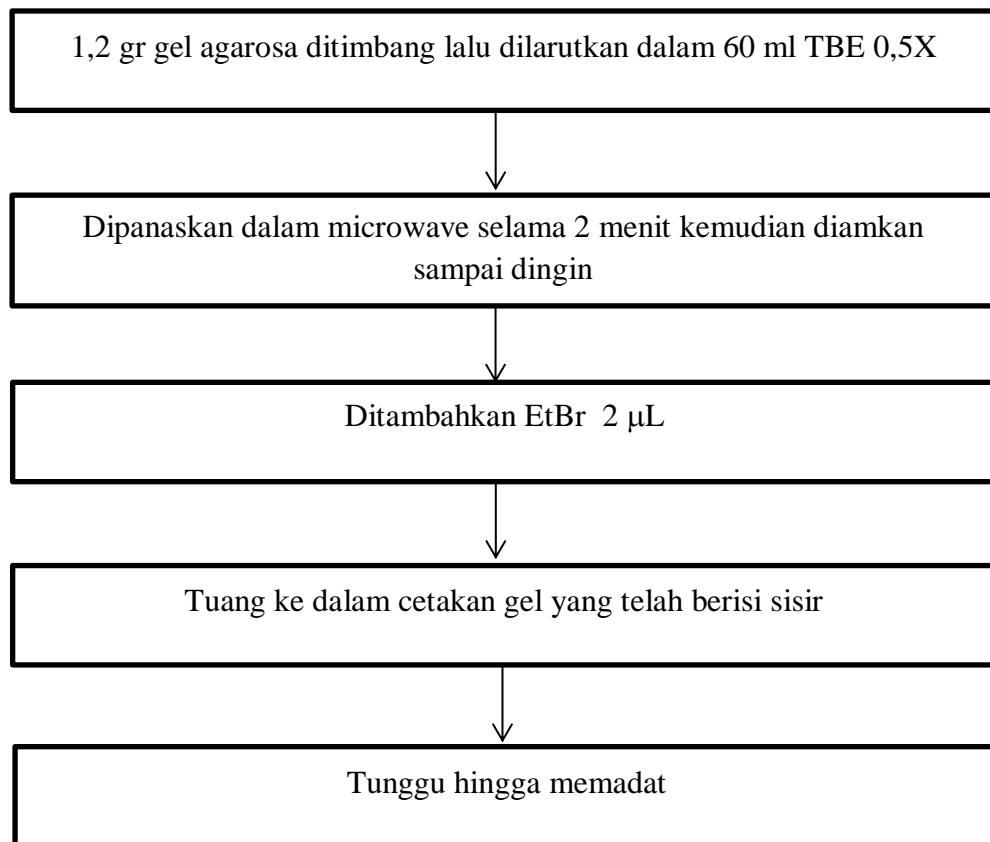 1,2 gr gel agarosa ditimbang lalu dilarutkan dalam 60 ml TBE 0,5X
Dipanaskan dalam microwave selama 2 menit kemudian diamkan
sampai dingin
Ditambahkan EtBr  2 μL
Tuang ke dalam cetakan gel yang telah berisi sisir
Tunggu hingga memadat